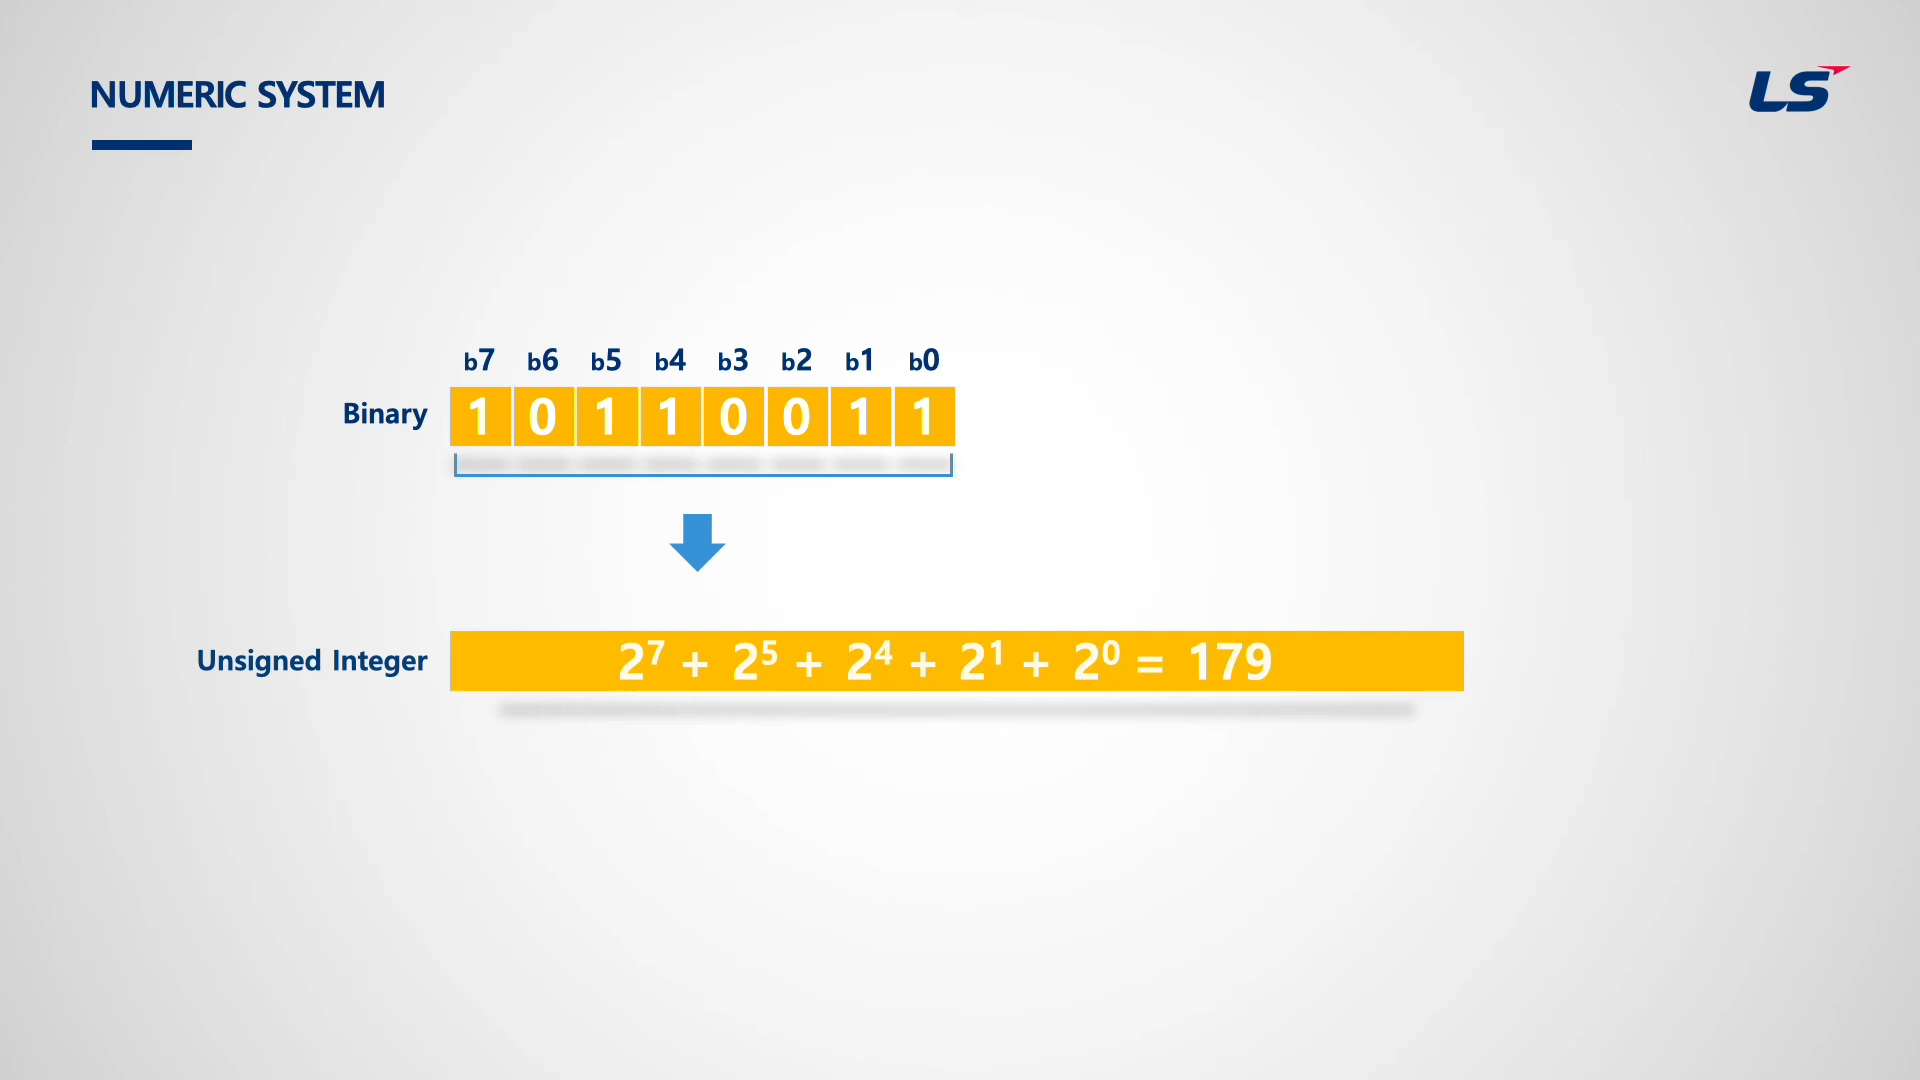 NUMERIC SYSTEM
LS
b7 b6 b5 b4 b3 b2 b1 b0
Binary 1 0 1 1 0 0 1 1
Unsigned Integer 2⁷ + 2⁵ + 2⁴ + 2¹ + 2⁰ = 179